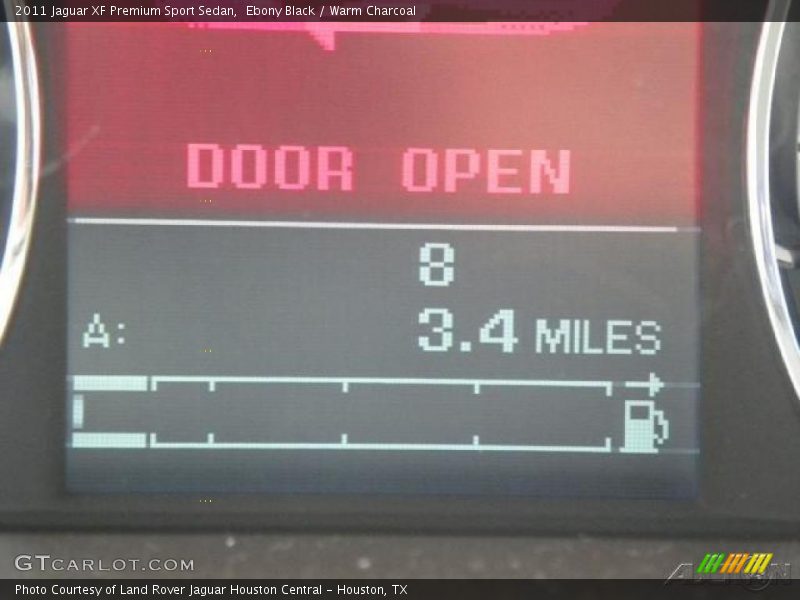 2011 Jaguar XF Premium Sport Sedan,  Ebony Black / Warm Charcoal
DOOR OPEN
8
A: 3.4 MILES
GTCARLOT.COM
Photo Courtesy of Land Rover Jaguar Houston Central - Houston, TX